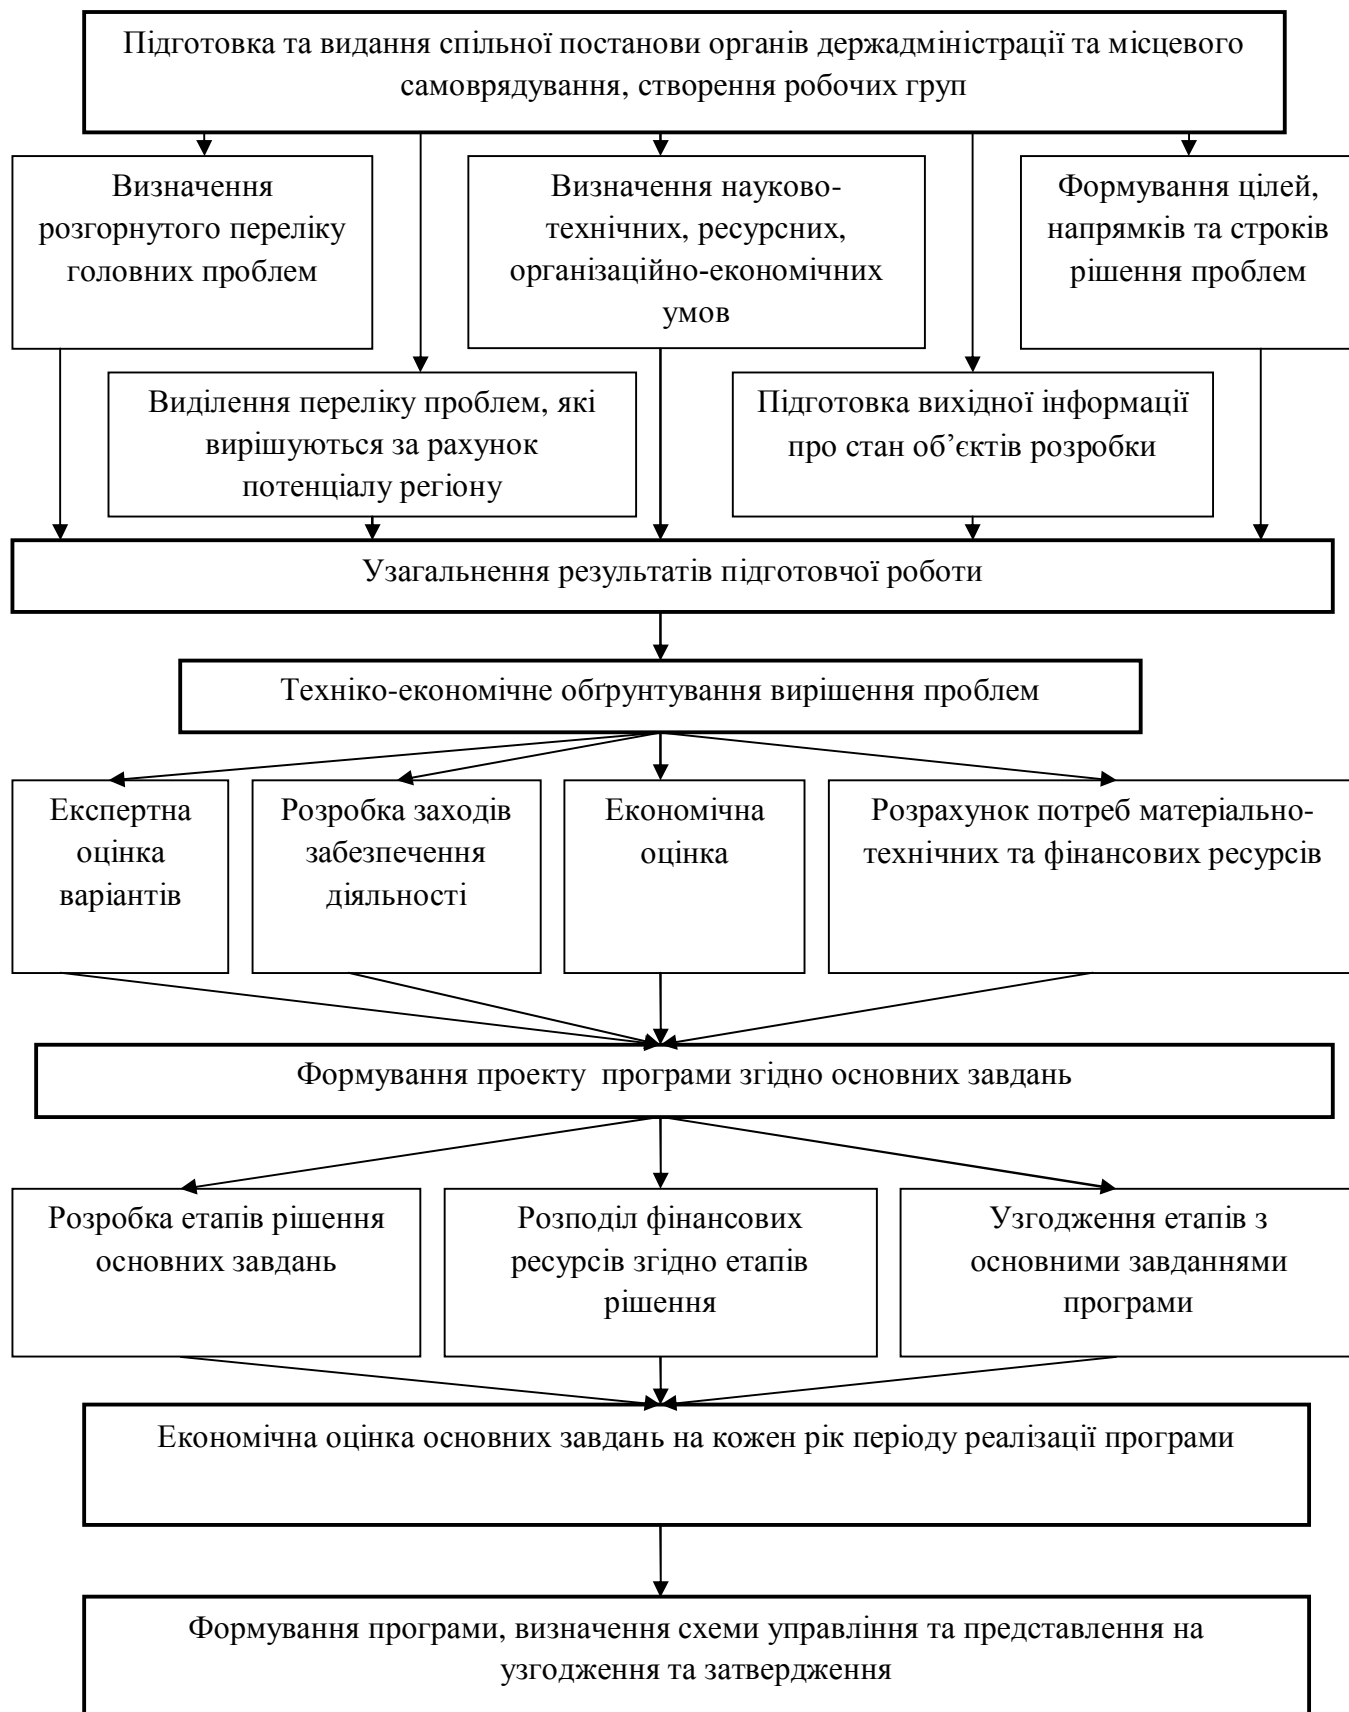 Підготовка та видання спільної постанови органів держадміністрації та місцевого
самоврядування, створення робочих груп
Визначення
розгорнутого переліку
головних проблем
Визначення науково-
технічних, ресурсних,
організаційно-економічних
умов
Формування цілей,
напрямків та строків
рішення проблем
Виділення переліку проблем, які
вирішуються за рахунок
потенціалу регіону
Підготовка вихідної інформації
про стан об’єктів розробки
Узагальнення результатів підготовчої роботи
Техніко-економічне обґрунтування вирішення проблем
Експертна
оцінка
варіантів
Розробка заходів
забезпечення
діяльності
Економічна
оцінка
Розрахунок потреб матеріально-
технічних та фінансових ресурсів
Формування проекту  програми згідно основних завдань
Розробка етапів рішення
основних завдань
Розподіл фінансових
ресурсів згідно етапів
рішення
Узгодження етапів з
основними завданнями
програми
Економічна оцінка основних завдань на кожен рік періоду реалізації програми
Формування програми, визначення схеми управління та представлення на
узгодження та затвердження